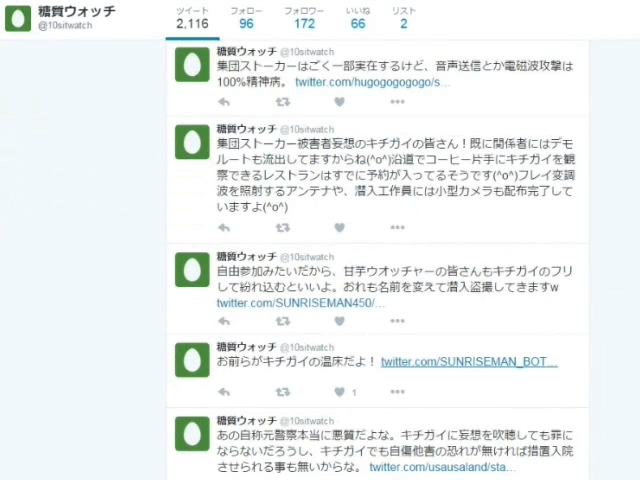 糖質ウォッチ
@10sitwatch
ツイート フォロー フォロワー いいね リスト
2,116 96 172 66 2
糖質ウォッチ @10sitwatch
集団ストーカーはごく一部実在するけど、音声送信とか電磁波攻撃は
100%精神病。 twitter.com/hugogogogogo/s…
糖質ウォッチ @10sitwatch
集団ストーカー被害者妄想のキチガイの皆さん！既に関係者にはデモ
ルートも流出してますからね(^o^)沿道でコーヒー片手にキチガイを観
察できるレストランはすでに予約が入ってるそうです(^o^)フレイ変調
波を照射するアンテナや、潜入工作員には小型カメラも配布完了して
いますよ(^o^)
糖質ウォッチ @10sitwatch
自由参加みたいだから、甘芋ウオッチャーの皆さんもキチガイのフリ
して紛れ込むといいよ。おれも名前を変えて潜入盗撮してきますw
twitter.com/SUNRISEMAN450/…
糖質ウォッチ @10sitwatch
お前らがキチガイの温床だよ！ twitter.com/SUNRISEMAN_BOT…
1
糖質ウォッチ @10sitwatch
あの自称元警察本当に悪質だよな。キチガイに妄想を吹聴しても罪に
ならないだろうし、キチガイでも自傷他害の恐れが無ければ措置入院
させられる事も無いからな。 twitter.com/usausaland/sta…